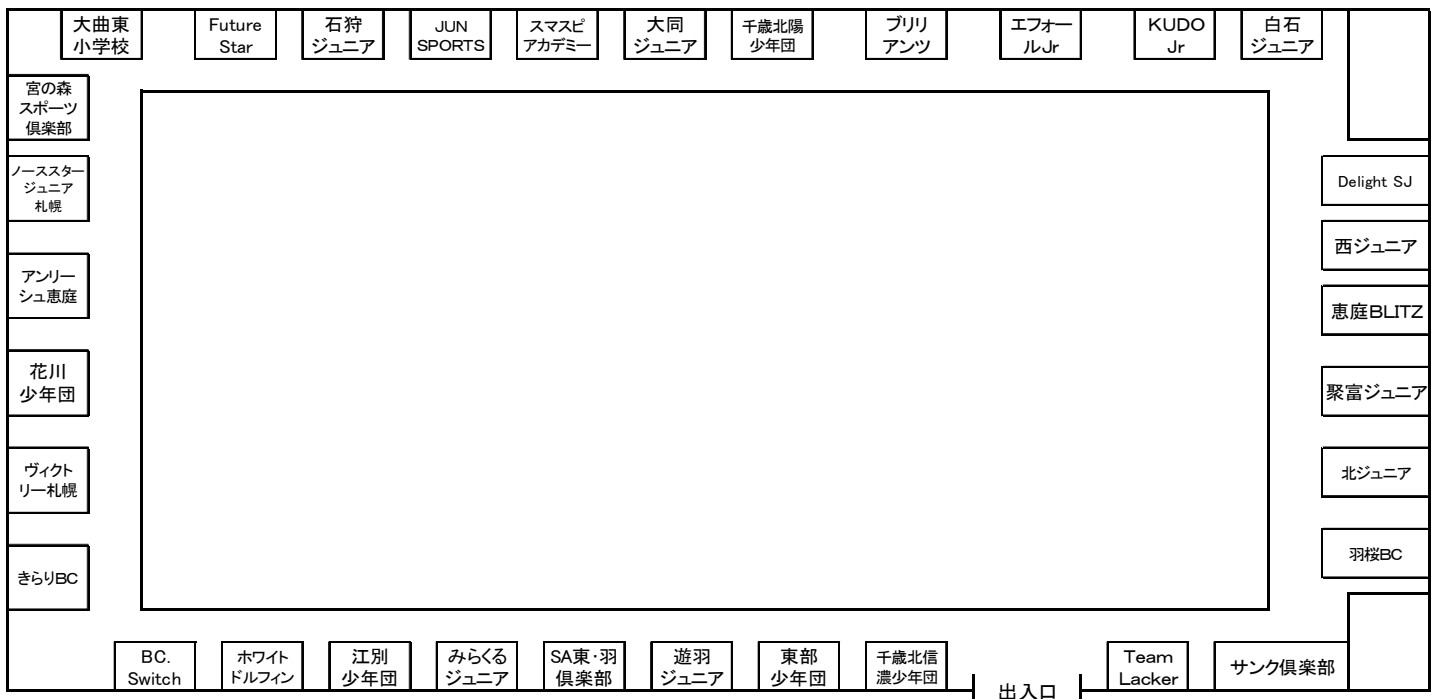 大曲東
小学校
Future
Star
石狩
ジュニア
JUN
SPORTS
スマスピ
アカデミー
大同
ジュニア
千歳北陽
少年団
ブリリ
アンツ
エフォー
ルJr
KUDO
Jr
白石
ジュニア
宮の森
スポーツ
倶楽部
ノーススター
ジュニア
札幌
アンリー
シュ恵庭
花川
少年団
ヴィクト
リー札幌
きらりBC
Delight SJ
西ジュニア
恵庭BLITZ
聚富ジュニア
北ジュニア
羽桜BC
BC.
Switch
ホワイト
ドルフィン
江別
少年団
みらくる
ジュニア
SA東・羽
倶楽部
遊羽
ジュニア
東部
少年団
千歳北信
濃少年団
出入口
Team
Lacker
サンク倶楽部